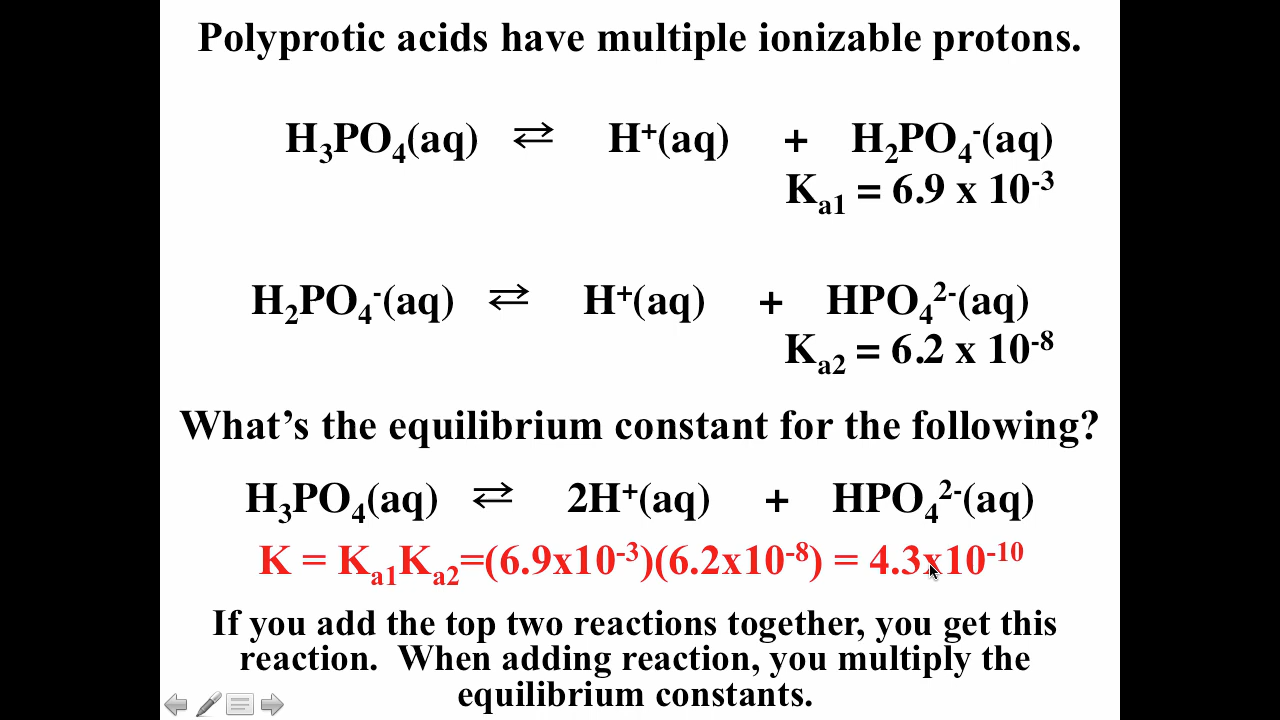 Polyprotic acids have multiple ionizable protons.
H₃PO₄(aq) ⇄ H⁺(aq) + H₂PO₄⁻(aq)
Kₐ₁ = 6.9 x 10⁻³
H₂PO₄⁻(aq) ⇄ H⁺(aq) + HPO₄²⁻(aq)
Kₐ₂ = 6.2 x 10⁻⁸
What’s the equilibrium constant for the following?
H₃PO₄(aq) ⇄ 2H⁺(aq) + HPO₄²⁻(aq)
K = Kₐ₁Kₐ₂=(6.9x10⁻³)(6.2x10⁻⁸) = 4.3x10⁻¹⁰
If you add the top two reactions together, you get this
reaction. When adding reaction, you multiply the
equilibrium constants.